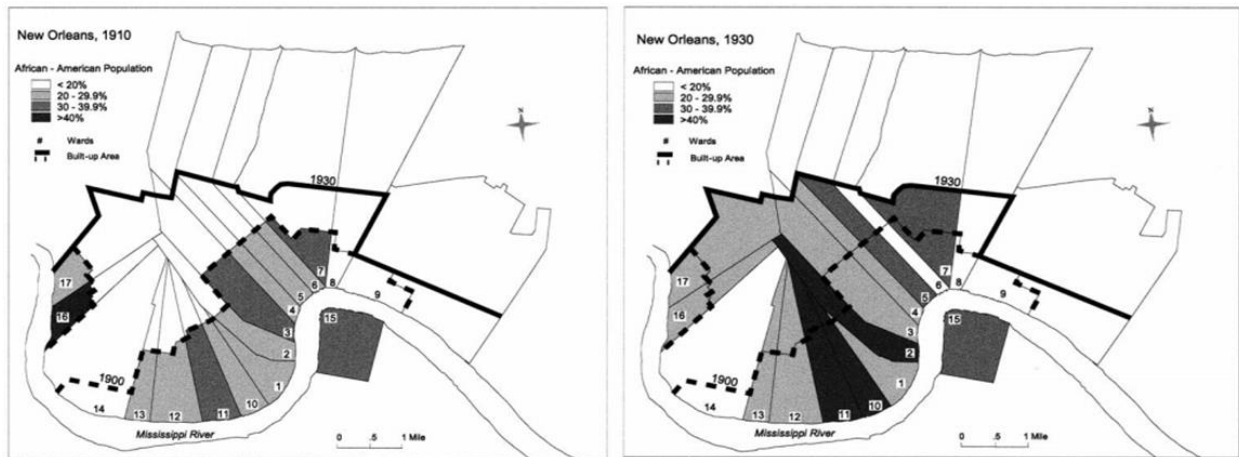 New Orleans, 1910
African - American Population
< 20%
20 - 29.9%
30 - 39.9%
>40%
# Wards
Built-up Area
N
1930
17
16
1900
14
13
12
11
10
1
2
3
4
5
6
7
8
9
15
Mississippi River
0 .5 1 Mile
New Orleans, 1930
African - American Population
< 20%
20 - 29.9%
30 - 39.9%
>40%
# Wards
Built-up Area
N
1930
17
16
1900
14
13
12
11
10
1
2
3
4
5
6
7
8
9
15
Mississippi River
0 .5 1 Mile